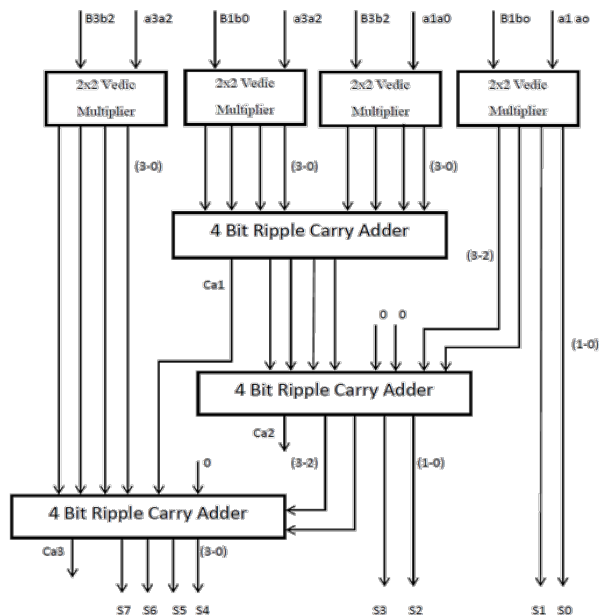 B3b2 a3a2 B1b0 a3a2 B3b2 a1a0 B1bo a1 ao
2x2 Vedic Multiplier
2x2 Vedic Multiplier
2x2 Vedic Multiplier
2x2 Vedic Multiplier
(3-0) (3-0) (3-0)
4 Bit Ripple Carry Adder
(3-2)
Ca1
0 0
(1-0)
4 Bit Ripple Carry Adder
Ca2
(3-2) (1-0)
0
4 Bit Ripple Carry Adder
Ca3 (3-0)
S7 S6 S5 S4 S3 S2 S1 S0